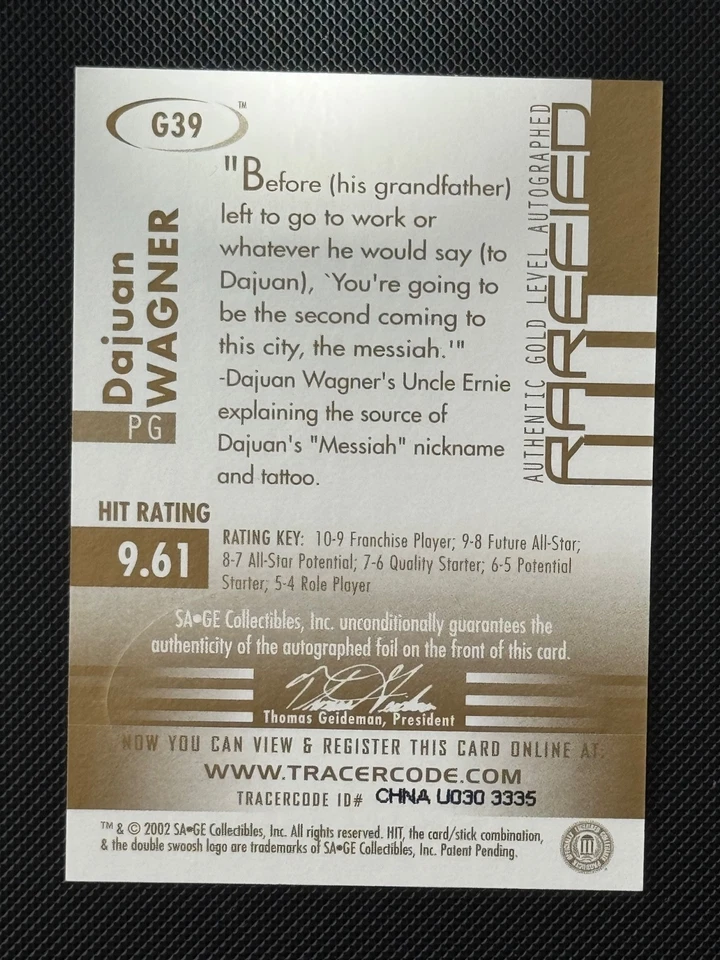 G39 ™
Dajuan
WAGNER
PG
"Before (his grandfather)
left to go to work or
whatever he would say (to
Dajuan), `You're going to
be the second coming to
this city, the messiah.'"
-Dajuan Wagner's Uncle Ernie
explaining the source of
Dajuan's "Messiah" nickname
and tattoo.
AUTHENTIC GOLD LEVEL AUTOGRAPHED
RAREFIED
HIT RATING
9.61
RATING KEY: 10-9 Franchise Player; 9-8 Future All-Star;
8-7 All-Star Potential; 7-6 Quality Starter; 6-5 Potential
Starter; 5-4 Role Player
SA•GE Collectibles, Inc. unconditionally guarantees the
authenticity of the autographed foil on the front of this card.
Thomas Geideman, President
NOW YOU CAN VIEW & REGISTER THIS CARD ONLINE AT:
WWW.TRACERCODE.COM
TRACERCODE ID# CHNA U030 3335
™ & © 2002 SA•GE Collectibles, Inc. All rights reserved. HIT, the card/stick combination,
& the double swoosh logo are trademarks of SA•GE Collectibles, Inc. Patent Pending.